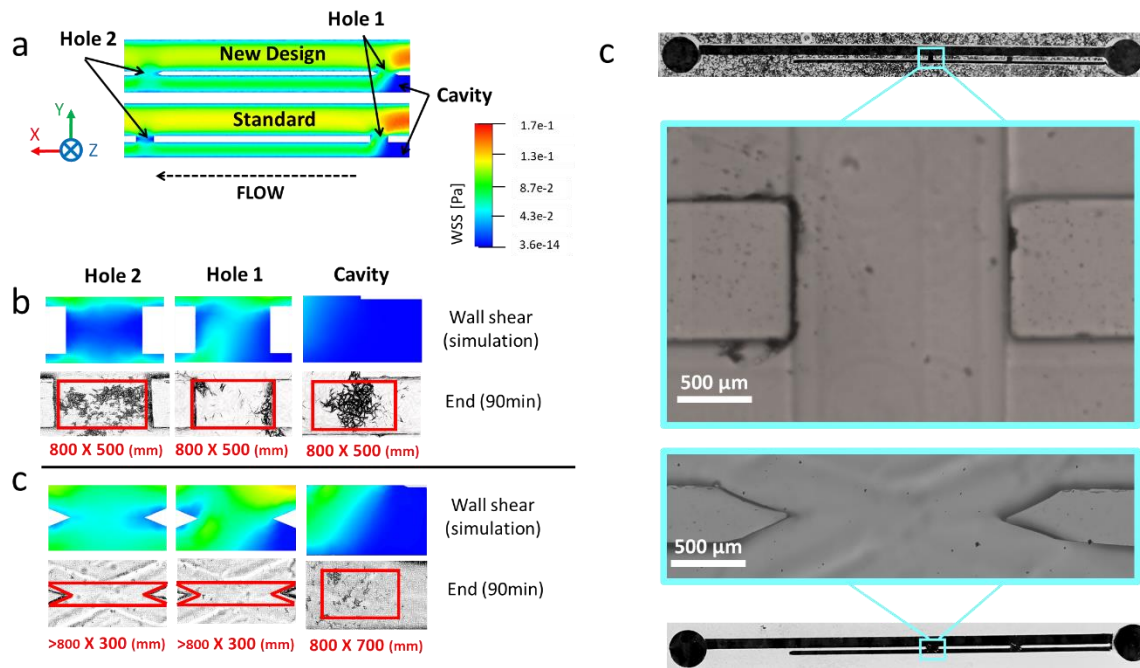 a
Hole 2
Hole 1
New Design
Cavity
Standard
Y
X
Z
FLOW
WSS [Pa]
1.7e-1
1.3e-1
8.7e-2
4.3e-2
3.6e-14
b
Hole 2
Hole 1
Cavity
Wall shear
(simulation)
End (90min)
800 X 500 (mm)
800 X 500 (mm)
800 X 500 (mm)
c
Wall shear
(simulation)
End (90min)
>800 X 300 (mm)
>800 X 300 (mm)
800 X 700 (mm)
c
500 µm
500 µm